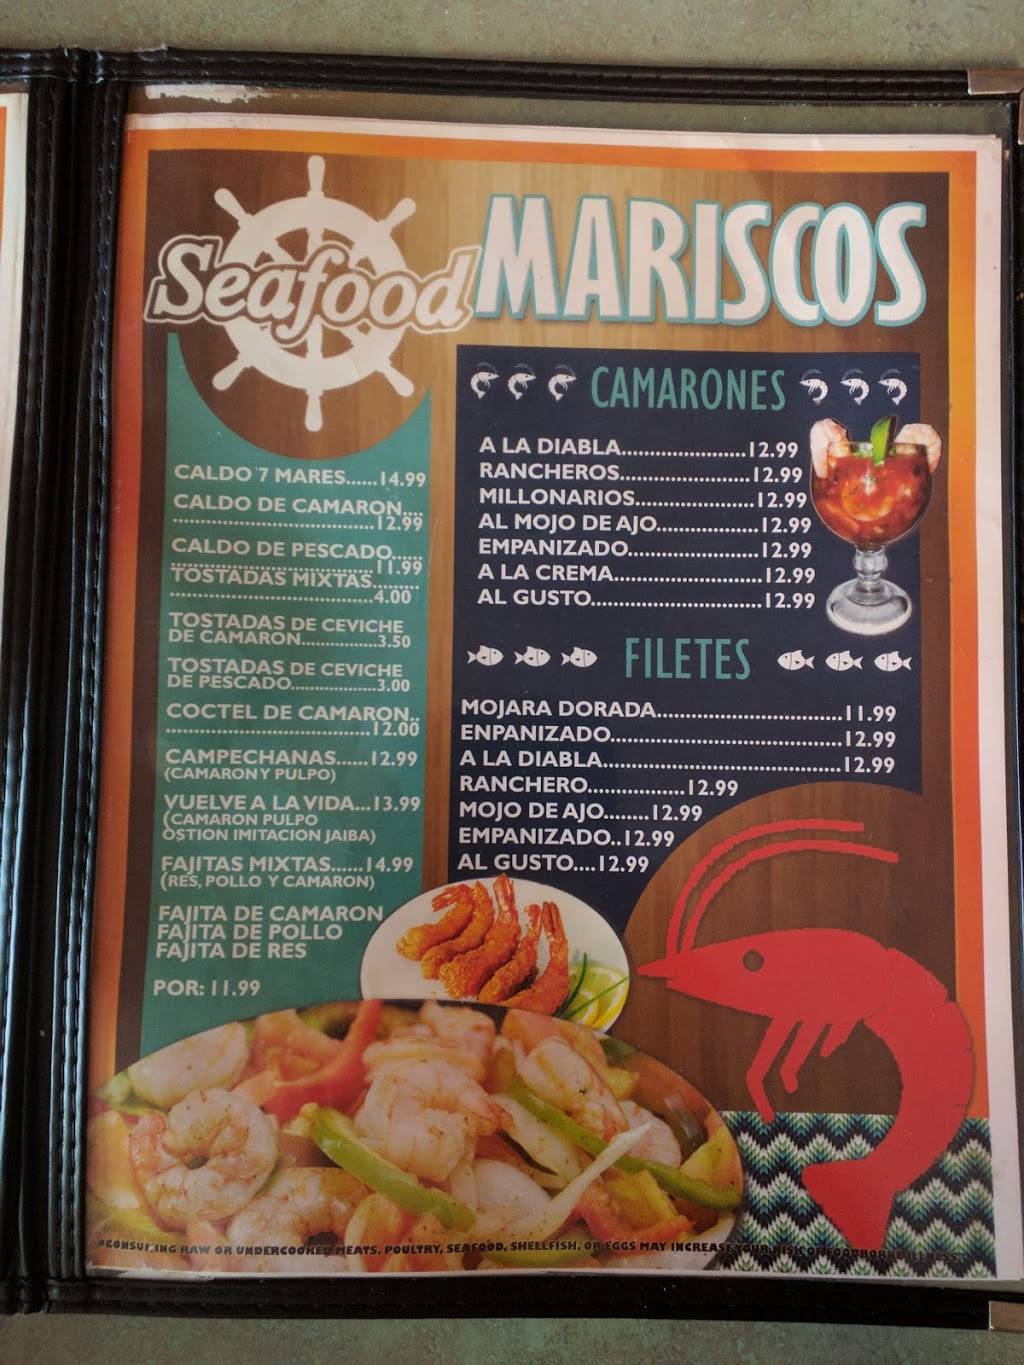 Seafood MARISCOS
CALDO 7 MARES......14.99
CALDO DE CAMARON....
....................................12.99
CALDO DE PESCADO......
....................................11.99
TOSTADAS MIXTAS........
....................................4.00
TOSTADAS DE CEVICHE
DE CAMARON..................3.50
TOSTADAS DE CEVICHE
DE PESCADO....................3.00
COCTEL DE CAMARON..
.....................................12.00
CAMPECHANAS......12.99
(CAMARON Y PULPO)
VUELVE A LA VIDA...13.99
(CAMARON PULPO
OSTION IMITACION JAIBA)
FAJITAS MIXTAS......14.99
(RES, POLLO Y CAMARON)
FAJITA DE CAMARON
FAJITA DE POLLO
FAJITA DE RES
POR: 11.99
CAMARONES
A LA DIABLA.......................12.99
RANCHEROS........................12.99
MILLONARIOS......................12.99
AL MOJO DE AJO...................12.99
EMPANIZADO........................12.99
A LA CREMA...........................12.99
AL GUSTO...............................12.99
FILETES
MOJARA DORADA..................................11.99
ENPANIZADO...........................................12.99
A LA DIABLA............................................12.99
RANCHERO..................12.99
MOJO DE AJO.........12.99
EMPANIZADO..12.99
AL GUSTO....12.99
*CONSUMING RAW OR UNDERCOOKED MEATS, POULTRY, SEAFOOD, SHELLFISH, OR EGGS MAY INCREASE YOUR RISK OF FOODBORNE ILLNESS*